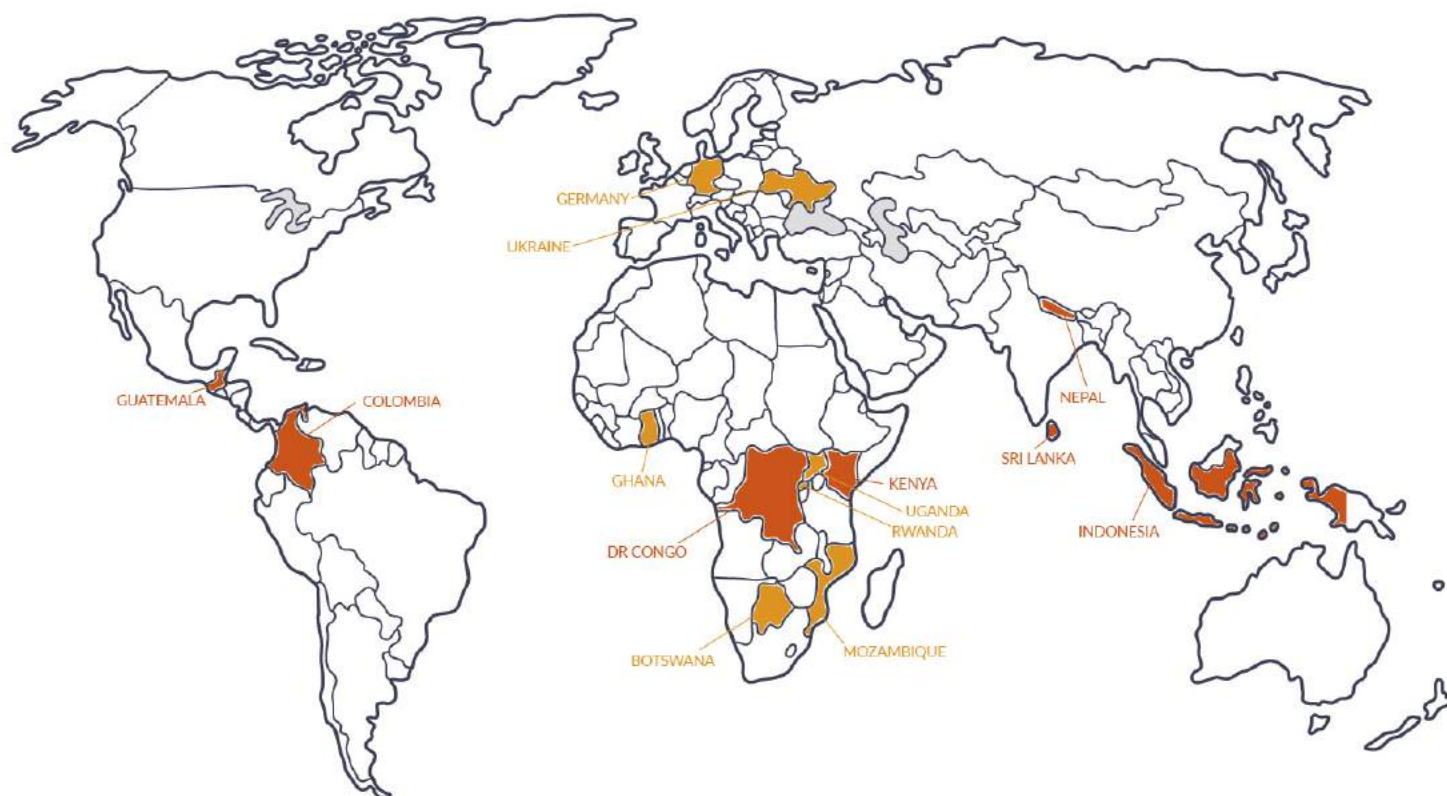 GERMANY
UKRAINE
GUATEMALA
COLOMBIA
NEPAL
SRI LANKA
GHANA
KENYA
UGANDA
RWANDA
DR CONGO
INDONESIA
BOTSWANA
MOZAMBIQUE